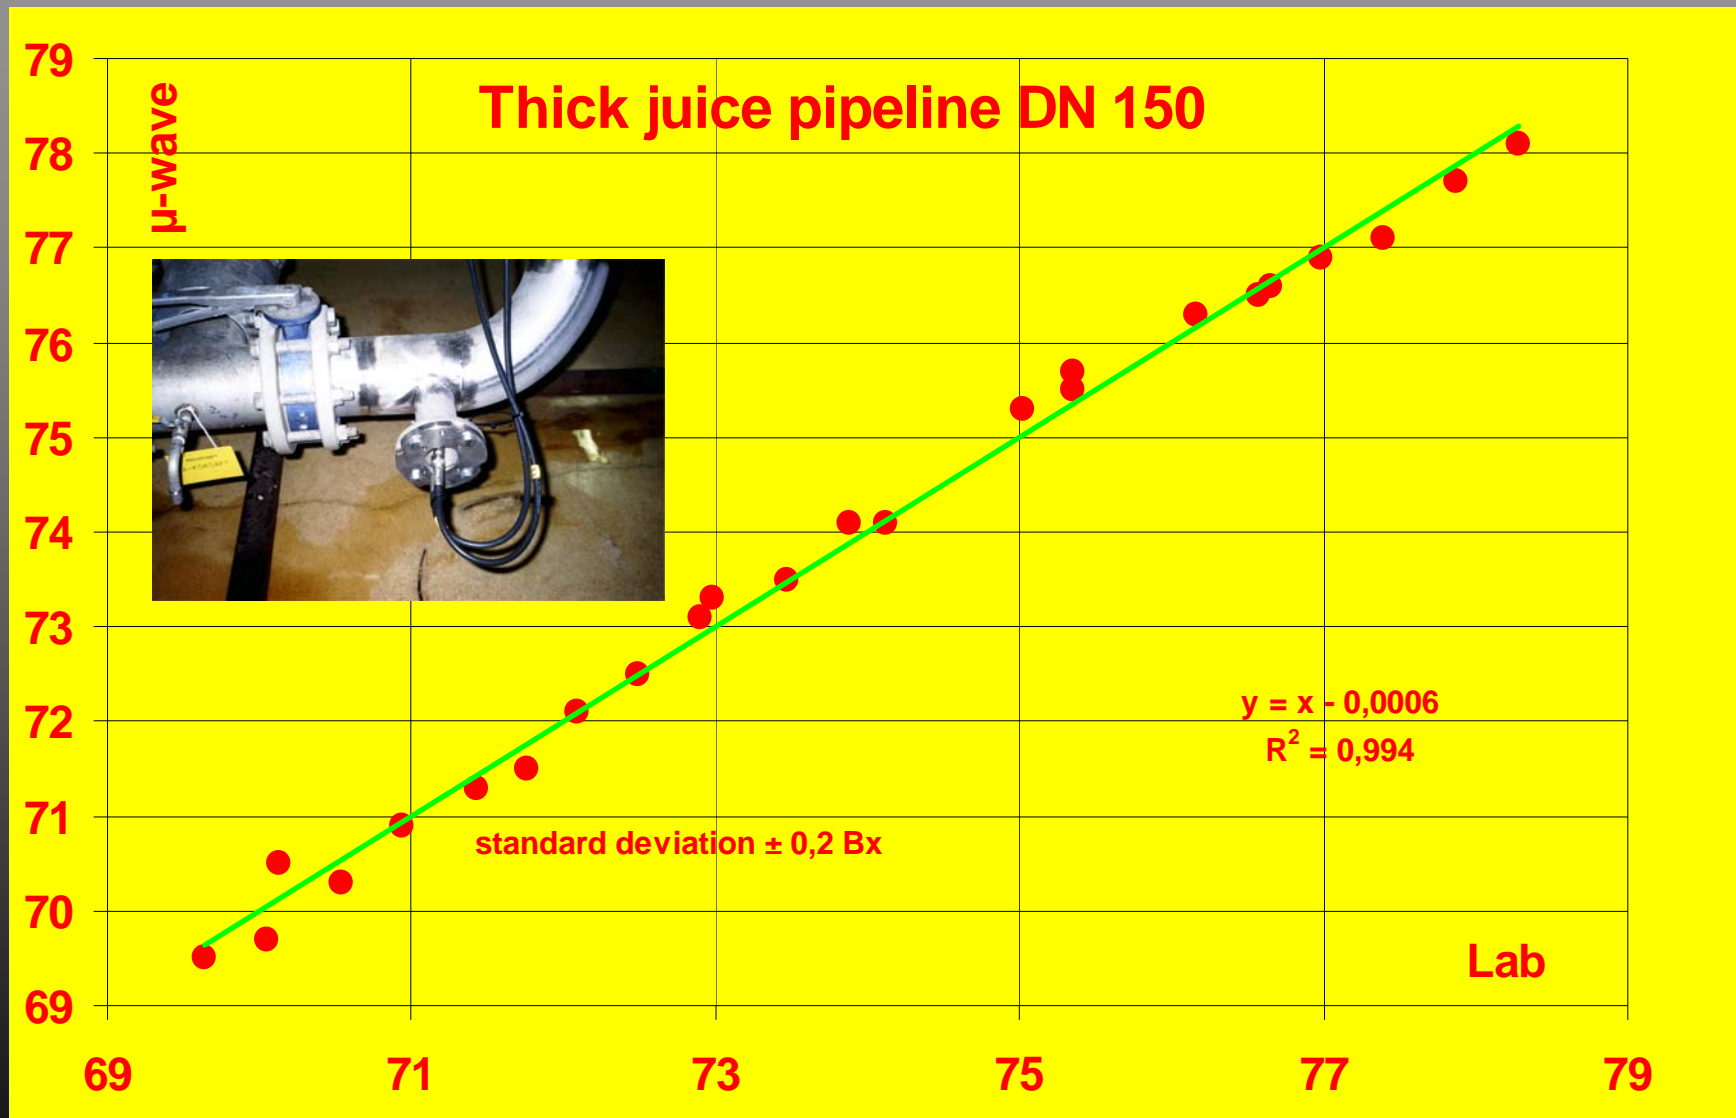 Thick juice pipeline DN 150
µ-wave
79
78
77
76
75
74
73
72
71
70
69
y = x - 0,0006
R² = 0,994
standard deviation ± 0,2 Bx
Lab
69 71 73 75 77 79